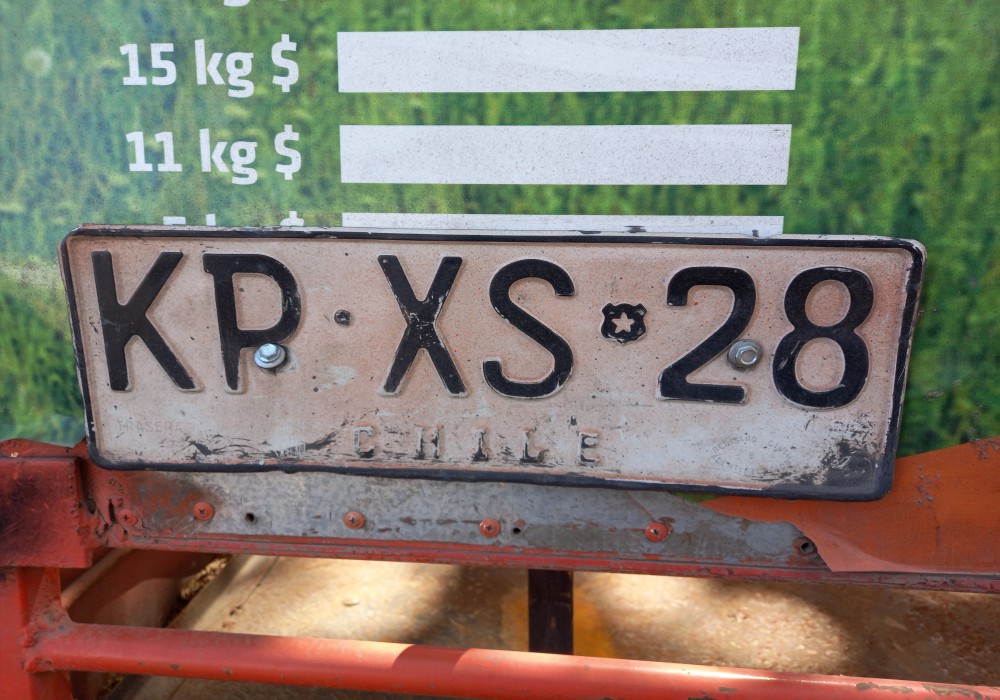 15 kg $
11 kg $
KP·XS 28
CHILE